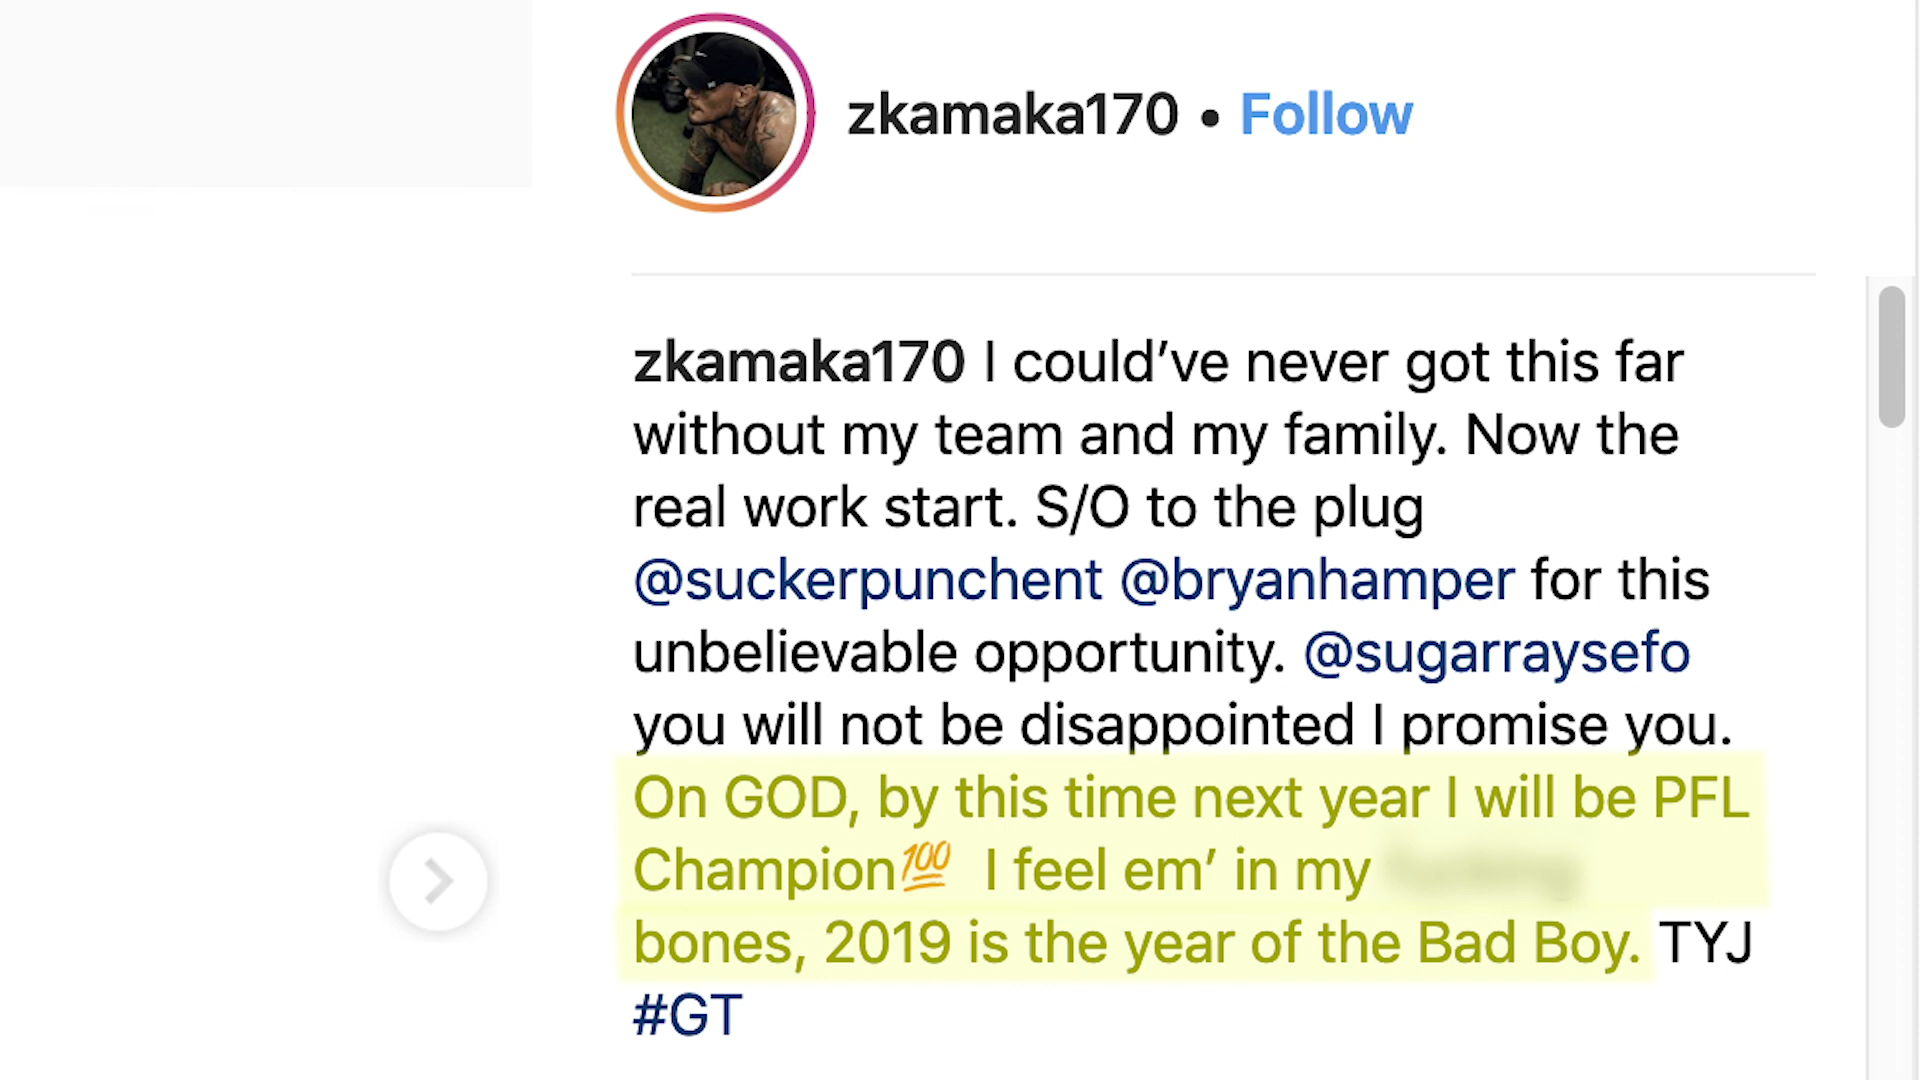 zkamaka170 • Follow
zkamaka170 I could’ve never got this far
without my team and my family. Now the
real work start. S/O to the plug
@suckerpunchent @bryanhamper for this
unbelievable opportunity. @sugarraysefo
you will not be disappointed I promise you.
On GOD, by this time next year I will be PFL
Champion💯 I feel em’ in my
bones, 2019 is the year of the Bad Boy. TYJ
#GT